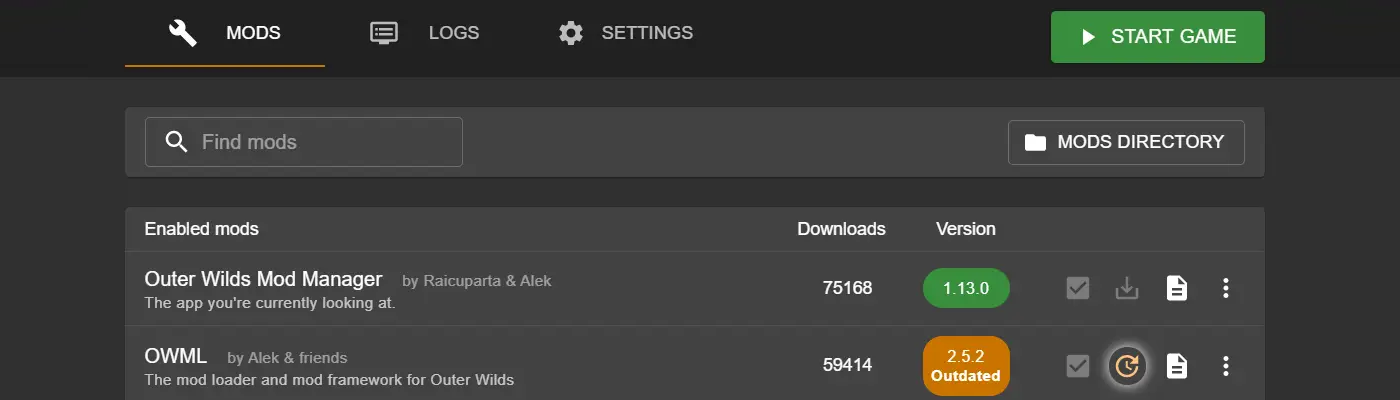 MODS LOGS SETTINGS START GAME
Find mods MODS DIRECTORY
Enabled mods Downloads Version
Outer Wilds Mod Manager by Raicuparta & Alek
The app you're currently looking at.
75168 1.13.0
OWML by Alek & friends
The mod loader and mod framework for Outer Wilds
59414 2.5.2
Outdated